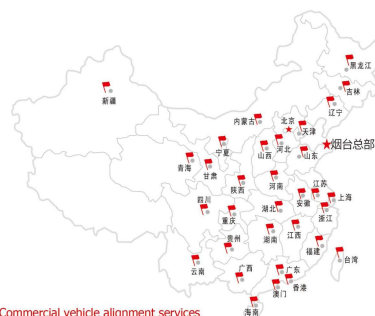 黑龙江
吉林
新疆
辽宁
内蒙古
北京
天津
烟台总部
宁夏
河北
山西
山东
青海
甘肃
陕西
河南
江苏
四川
安徽
上海
湖北
浙江
重庆
贵州
湖南
江西
福建
台湾
云南
广西
广东
香港
澳门
海南
Commercial vehicle alignment services